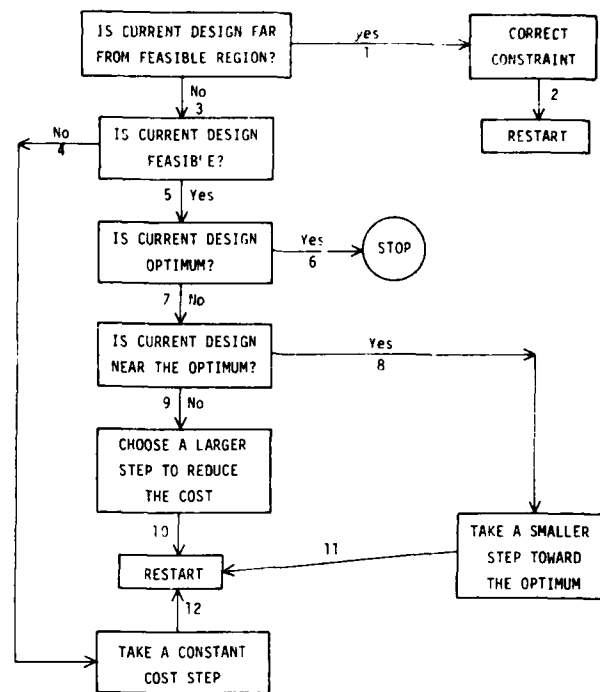 IS CURRENT DESIGN FAR
FROM FEASIBLE REGION?
yes
1
CORRECT
CONSTRAINT
2
RESTART
No
3
No
4
IS CURRENT DESIGN
FEASIB'E?
5 Yes
IS CURRENT DESIGN
OPTIMUM?
Yes
6
STOP
7 No
IS CURRENT DESIGN
NEAR THE OPTIMUM?
Yes
8
9 No
CHOOSE A LARGER
STEP TO REDUCE
THE COST
10
RESTART
11
TAKE A SMALLER
STEP TOWARD
THE OPTIMUM
12
TAKE A CONSTANT
COST STEP